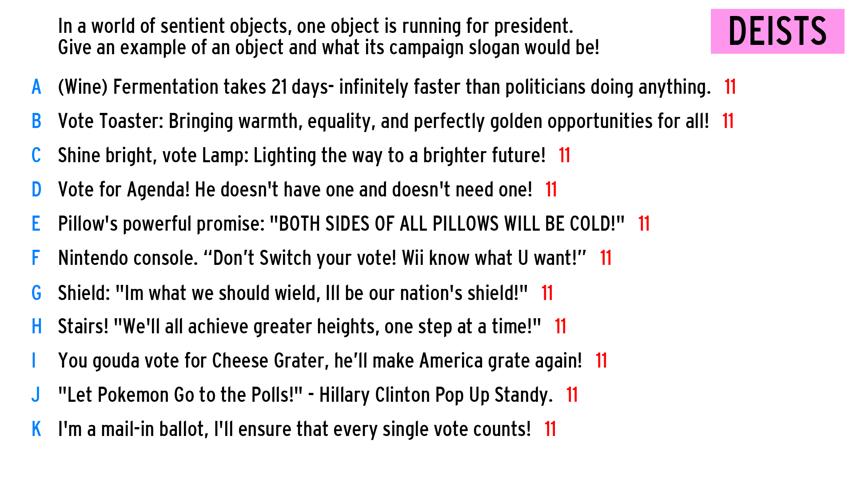 In a world of sentient objects, one object is running for president.
Give an example of an object and what its campaign slogan would be!
DEISTS
A (Wine) Fermentation takes 21 days- infinitely faster than politicians doing anything. 11
B Vote Toaster: Bringing warmth, equality, and perfectly golden opportunities for all! 11
C Shine bright, vote Lamp: Lighting the way to a brighter future! 11
D Vote for Agenda! He doesn't have one and doesn't need one! 11
E Pillow's powerful promise: "BOTH SIDES OF ALL PILLOWS WILL BE COLD!" 11
F Nintendo console. “Don’t Switch your vote! Wii know what U want!” 11
G Shield: "Im what we should wield, Ill be our nation's shield!" 11
H Stairs! "We'll all achieve greater heights, one step at a time!" 11
I You gouda vote for Cheese Grater, he’ll make America grate again! 11
J "Let Pokemon Go to the Polls!" - Hillary Clinton Pop Up Standy. 11
K I'm a mail-in ballot, I'll ensure that every single vote counts! 11